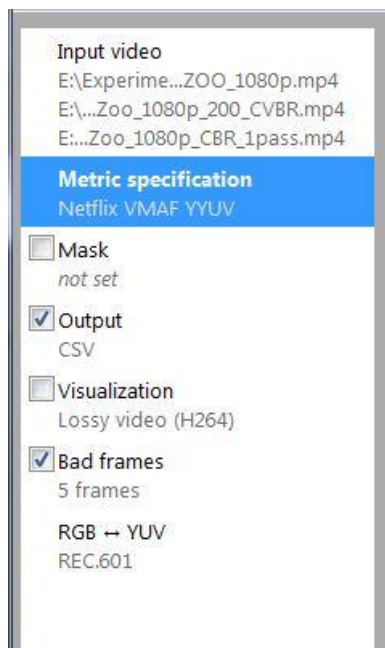 Input video
E:\Experime...ZOO_1080p.mp4
E:\...Zoo_1080p_200_CVBR.mp4
E:...Zoo_1080p_CBR_1pass.mp4
Metric specification
Netflix VMAF YYUV
Mask
not set
Output
CSV
Visualization
Lossy video (H264)
Bad frames
5 frames
RGB ↔ YUV
REC.601